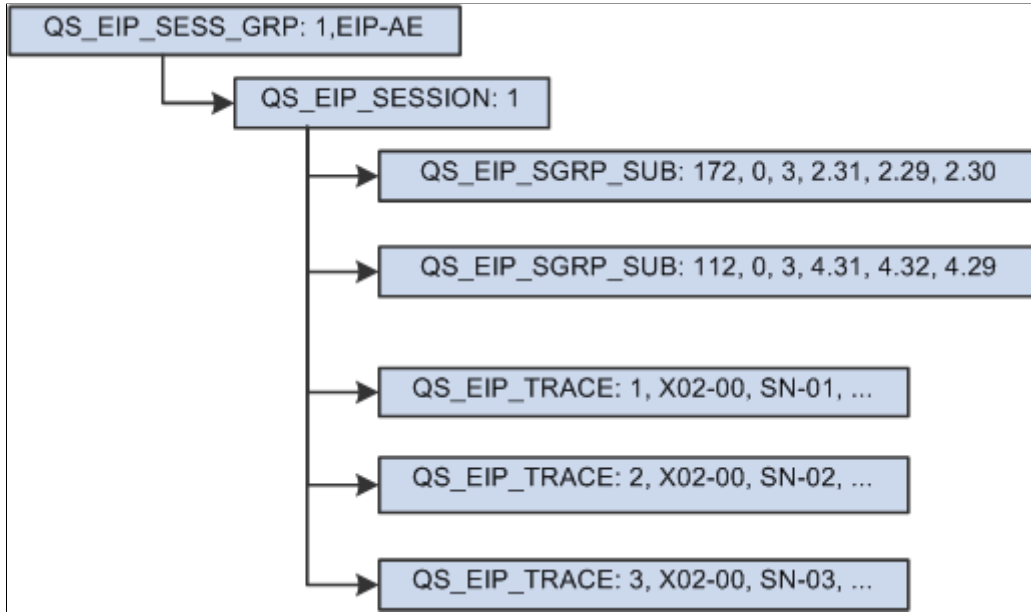 QS_EIP_SESS_GRP: 1,EIP-AE
QS_EIP_SESSION: 1
QS_EIP_SGRP_SUB: 172, 0, 3, 2.31, 2.29, 2.30
QS_EIP_SGRP_SUB: 112, 0, 3, 4.31, 4.32, 4.29
QS_EIP_TRACE: 1, X02-00, SN-01, ...
QS_EIP_TRACE: 2, X02-00, SN-02, ...
QS_EIP_TRACE: 3, X02-00, SN-03, ...